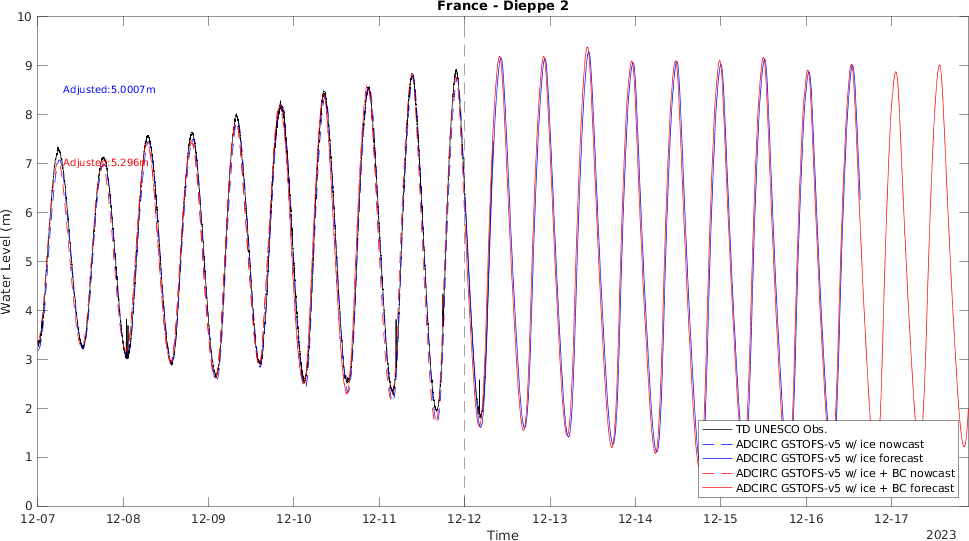 France - Dieppe 2
10
9
8
7
6
5
4
3
2
1
0
Water Level (m)
Adjusted:5.0007m
Adjusted:5.296m
TD UNESCO Obs.
ADCIRC GSTOFS-v5 w/ ice nowcast
ADCIRC GSTOFS-v5 w/ ice forecast
ADCIRC GSTOFS-v5 w/ ice + BC nowcast
ADCIRC GSTOFS-v5 w/ ice + BC forecast
12-07 12-08 12-09 12-10 12-11 12-12 12-13 12-14 12-15 12-16 12-17
Time
2023